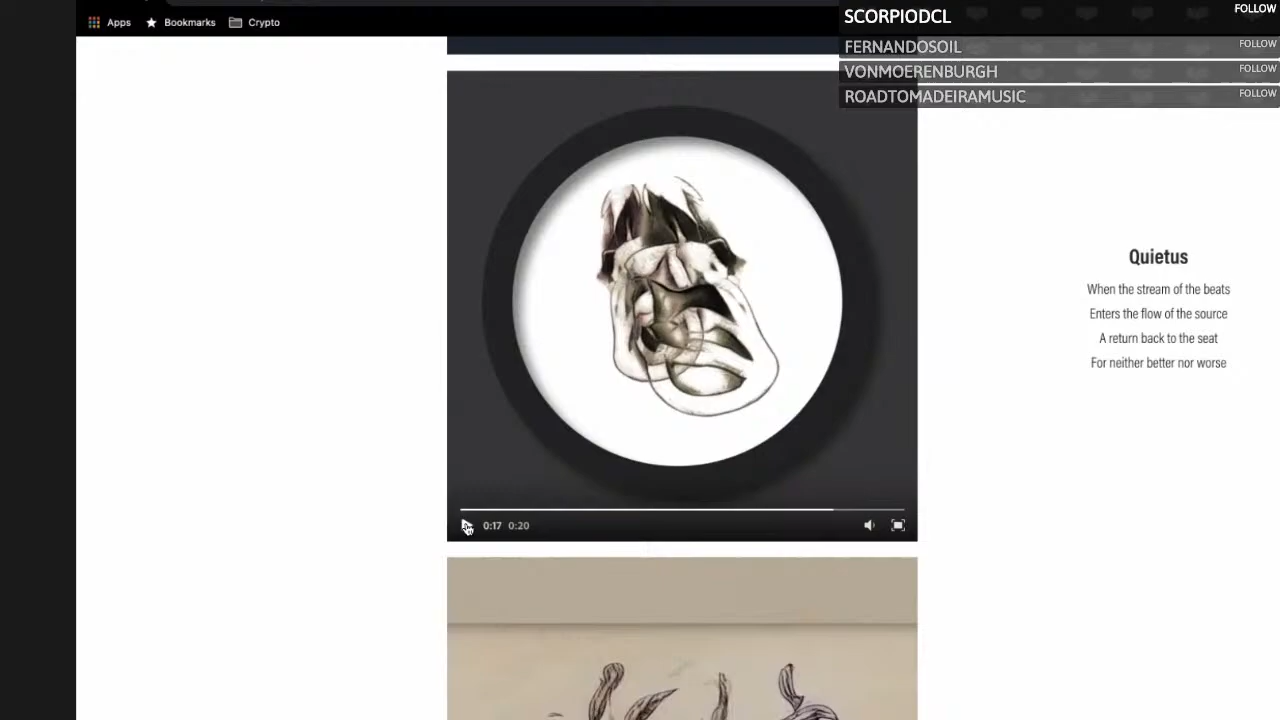 Apps Bookmarks Crypto
SCORPIODCL FOLLOW
FERNANDOSOIL FOLLOW
VONMOERENBURGH FOLLOW
ROADTOMADEIRAMUSIC FOLLOW
Quietus
When the stream of the beats
Enters the flow of the source
A return back to the seat
For neither better nor worse
0:17 0:20